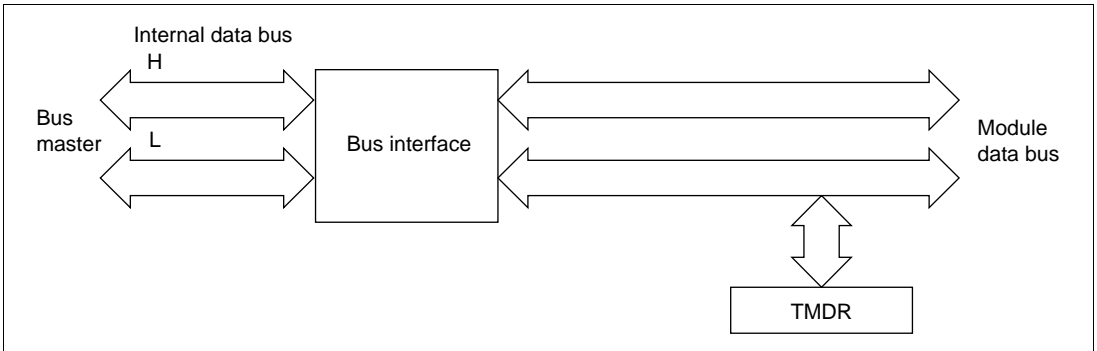 Internal data bus
H
Bus
master
L
Bus interface
Module
data bus
TMDR